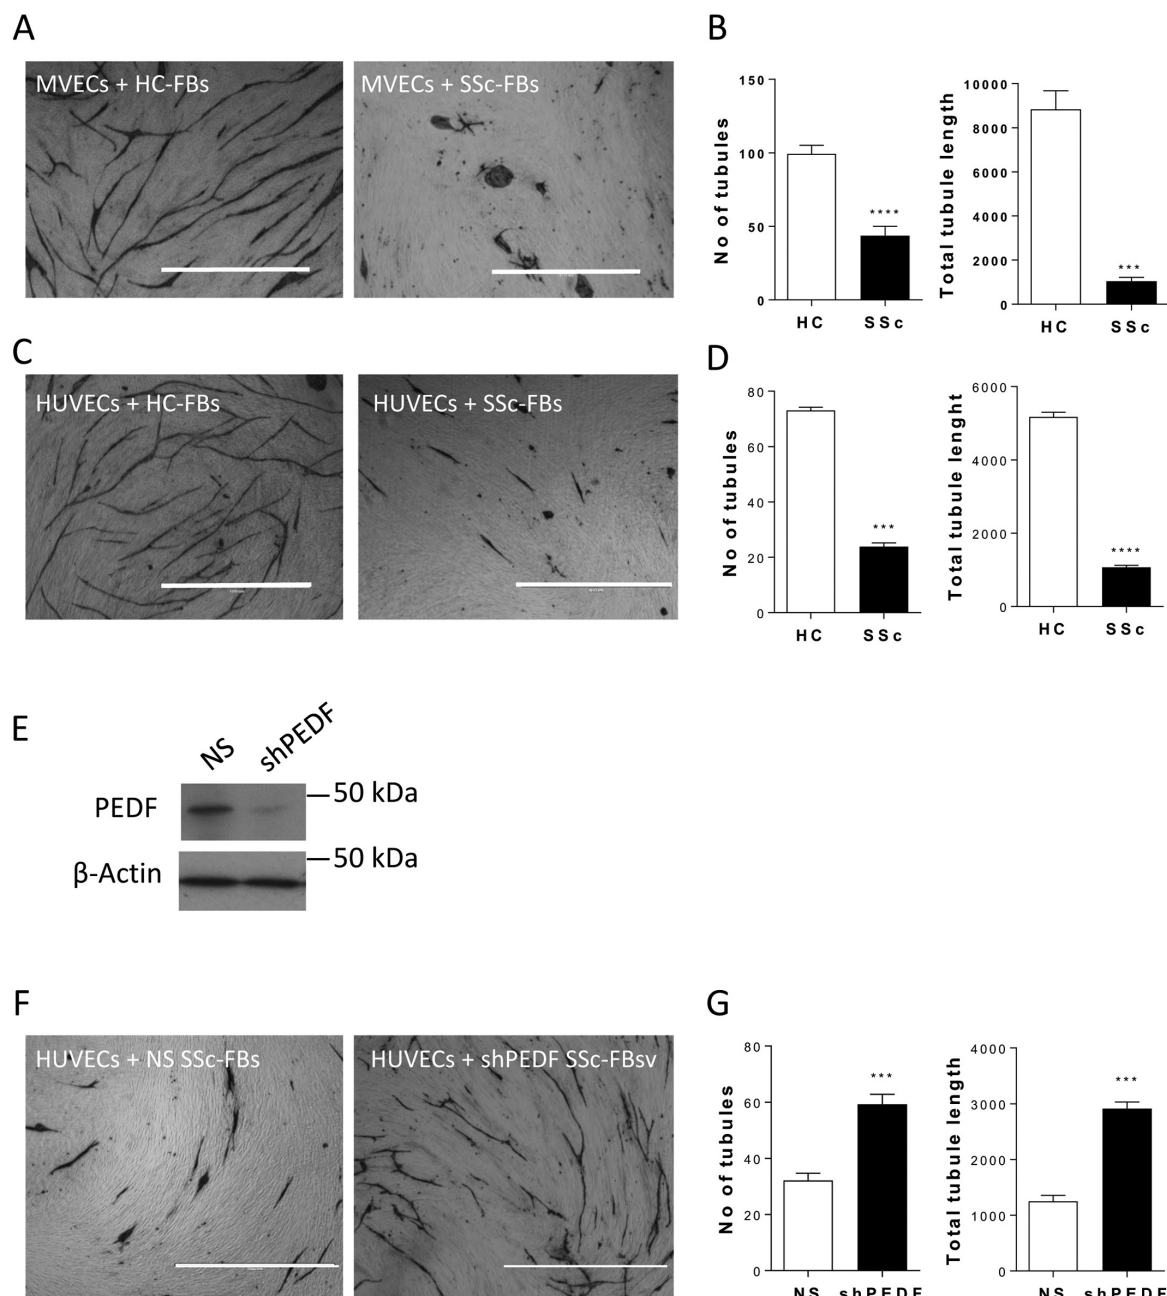 A
B
MVECs + HC-FBs
MVECs + SSc-FBs
No of tubules
150
100
50
0
****
HC
SSc
Total tubule length
10000
8000
6000
4000
2000
0
***
HC
SSc
C
D
HUVECs + HC-FBs
HUVECs + SSc-FBs
No of tubules
80
60
40
20
0
***
HC
SSc
Total tubule lenght
6000
4000
2000
0
****
HC
SSc
E
NS
shPEDF
PEDF
50 kDa
β-Actin
50 kDa
F
G
HUVECs + NS SSc-FBs
HUVECs + shPEDF SSc-FBsv
No of tubules
80
60
40
20
0
***
NS
shPEDF
Total tubule length
4000
3000
2000
1000
0
***
NS
shPEDF